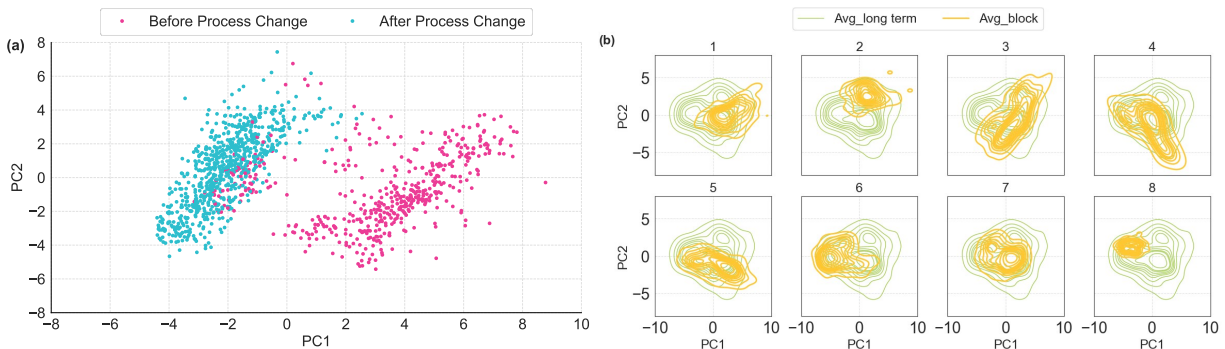 Before Process Change After Process Change
(a)
8
6
4
2
0
−2
−4
−6
−8
PC2
−8 −6 −4 −2 0 2 4 6 8 10
PC1
Avg_long term Avg_block
(b)
1 2 3 4
PC2
5
0
−5
5 6 7 8
PC2
5
0
−5
−10 0 10 −10 0 10 −10 0 10 −10 0 10
PC1 PC1 PC1 PC1